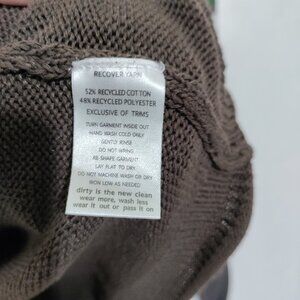 RECOVER YARN
52% RECYCLED COTTON
48% RECYCLED POLYESTER
EXCLUSIVE OF TRIMS
TURN GARMENT INSIDE OUT
HAND WASH COLD ONLY
GENTLY RINSE
DO NOT WRING
RE-SHAPE GARMENT
LAY FLAT TO DRY
DO NOT MACHINE WASH OR DRY
IRON LOW AS NEEDED
dirty is the new clean
wear more, wash less
wear it out or pass it on